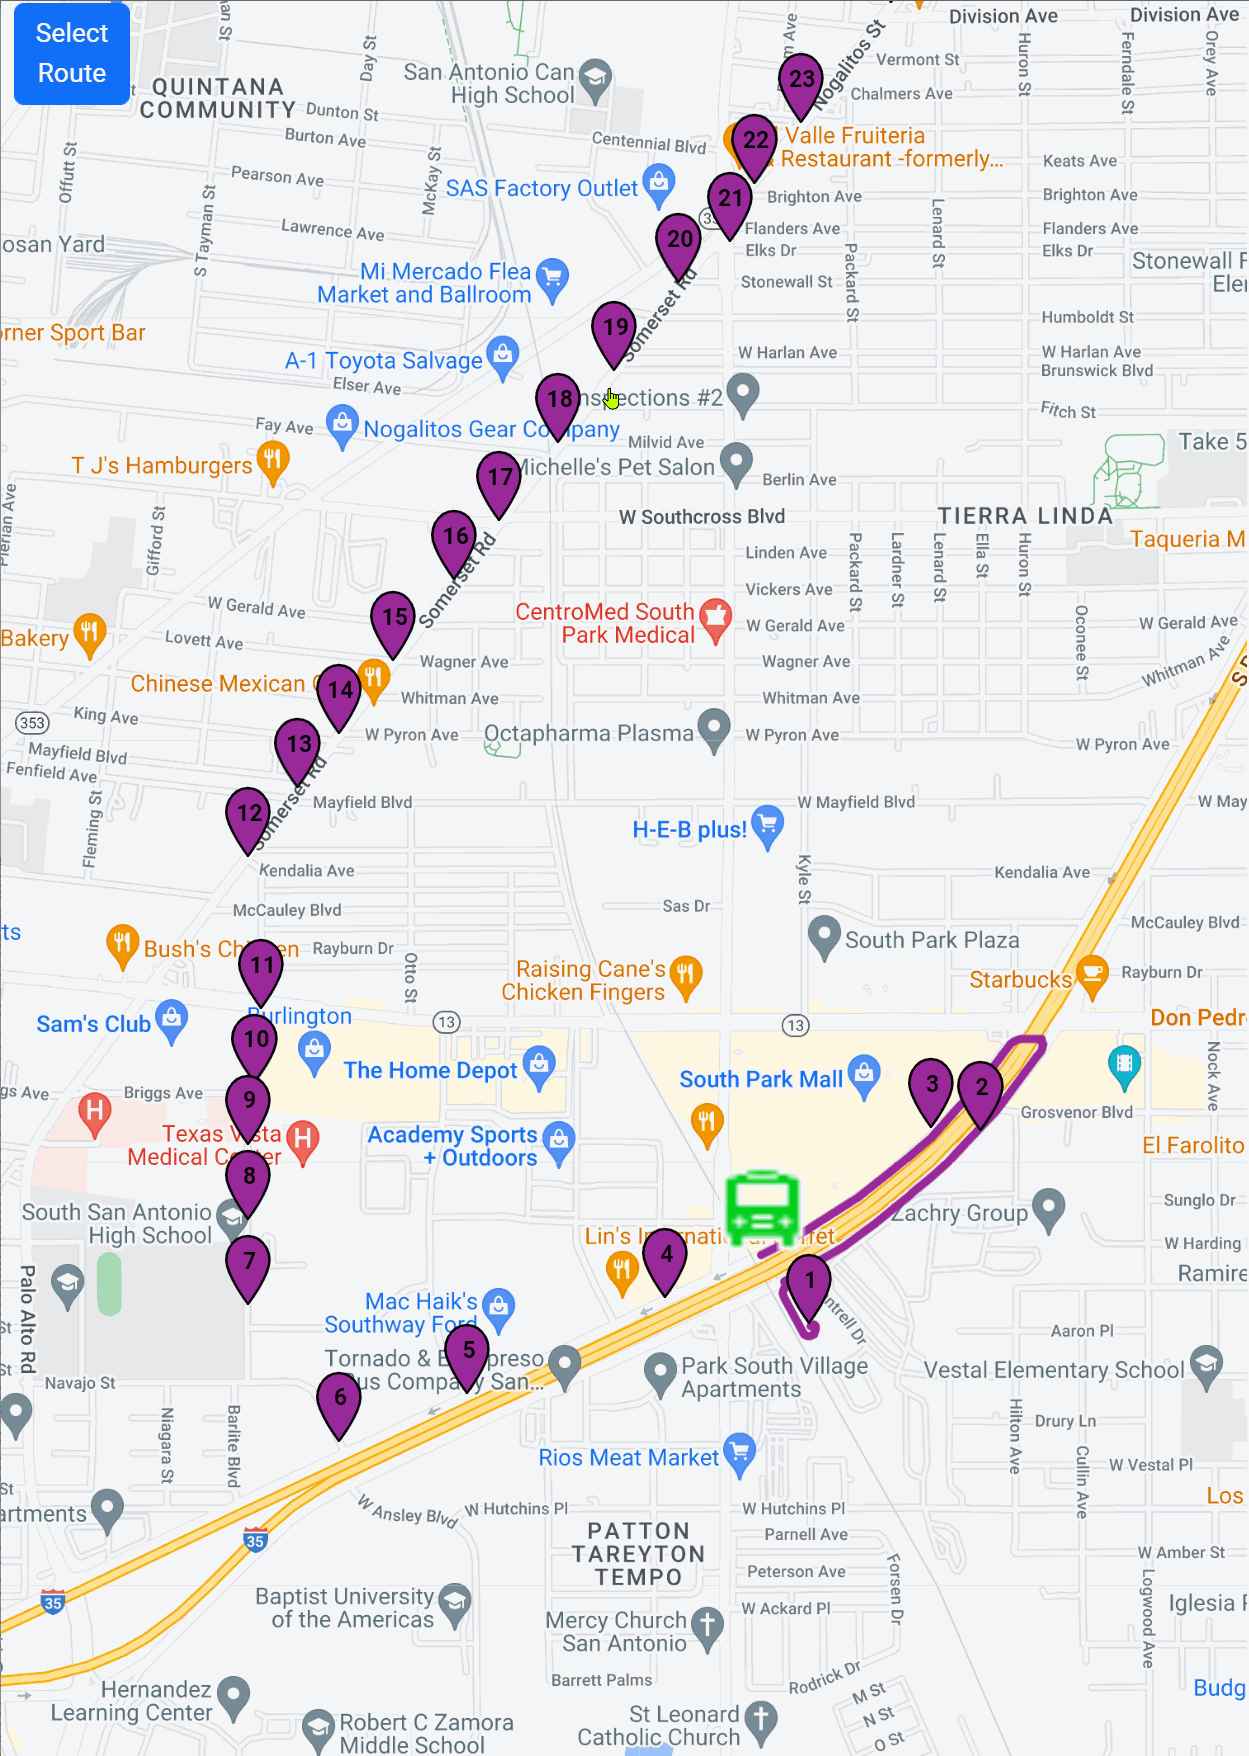 Select
Route
Division Ave
Division Ave
Nogalitos St
Day St
Huron St
Ferndale St
Orey Ave
Vermont St
Chalmers Ave
QUINTANA
COMMUNITY
San Antonio Can
High School
23
Dunton St
Burton Ave
Centennial Blvd
22
Valle Fruiteria
Restaurant -formerly...
Keats Ave
Offutt St
Pearson Ave
McKay St
SAS Factory Outlet
21
Brighton Ave
Brighton Ave
S Tayman St
Lawrence Ave
20
Flanders Ave
Flanders Ave
Lenard St
Elks Dr
Elks Dr
osan Yard
Mi Mercado Flea
Market and Ballroom
Stonewall St
Packard St
Stonewall F
Eler
Somerset Rd
19
Humboldt St
orner Sport Bar
A-1 Toyota Salvage
W Harlan Ave
W Harlan Ave
Brunswick Blvd
Elser Ave
18
nspections #2
Fitch St
Fay Ave
Nogalitos Gear Company
Milvid Ave
Take 5
T J's Hamburgers
17
Michelle's Pet Salon
Berlin Ave
W Southcross Blvd
TIERRA LINDA
Gifford St
16
Somerset Rd
Linden Ave
Packard St
Lardner St
Lenard St
Ella St
Huron St
Taqueria M
Vickers Ave
W Gerald Ave
15
CentroMed South
Park Medical
W Gerald Ave
Oconee St
W Gerald Ave
Bakery
Lovett Ave
Wagner Ave
Wagner Ave
Whitman Ave
Chinese Mexican
14
Whitman Ave
Whitman Ave
353
King Ave
W Pyron Ave
Octapharma Plasma
W Pyron Ave
W Pyron Ave
13
Mayfield Blvd
Fenfield Ave
Somerset Rd
12
Mayfield Blvd
W Mayfield Blvd
W May
Fleming St
H-E-B plus!
Kyle St
Kendalia Ave
Kendalia Ave
McCauley Blvd
Sas Dr
McCauley Blvd
ts
Bush's Chicken
Rayburn Dr
Otto St
South Park Plaza
11
Raising Cane's
Chicken Fingers
Starbucks
Rayburn Dr
Sam's Club
Burlington
13
13
Don Pedr
10
The Home Depot
South Park Mall
3
2
Nock Ave
gs Ave
Briggs Ave
9
Grosvenor Blvd
Texas Vista
Medical Center
Academy Sports
+ Outdoors
El Farolito
8
South San Antonio
High School
Zachry Group
Sunglo Dr
7
4
W Harding
Palo Alto Rd
1
Ramire
Mac Haik's
Southway Ford
ntrell Dr
Aaron Pl
5
Tornado &
us Company San...
Park South Village
Apartments
Vestal Elementary School
Navajo St
6
Niagara St
Barlite Blvd
Hilton Ave
Drury Ln
Rios Meat Market
Cullin Ave
W Vestal Pl
artments
W Ansley Blvd
W Hutchins Pl
W Hutchins Pl
Los
35
PATTON
TAREYTON
TEMPO
Parnell Ave
W Amber St
Peterson Ave
Forsen Dr
35
Baptist University
of the Americas
W Ackard Pl
Logwood Ave
Iglesia F
Mercy Church
San Antonio
Hernandez
Learning Center
Barrett Palms
Rodrick Dr
M St
N St
O St
Budg
Robert C Zamora
Middle School
St Leonard
Catholic Church